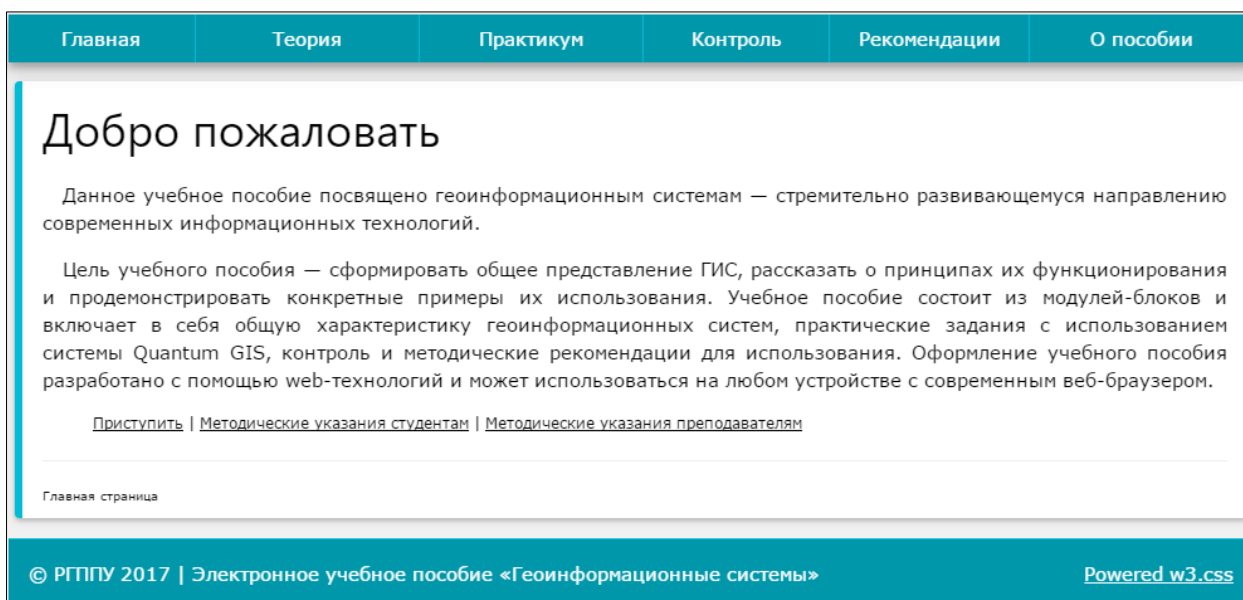 Главная Теория Практикум Контроль Рекомендации О пособии
Добро пожаловать
Данное учебное пособие посвящено геоинформационным системам — стремительно развивающемуся направлению
современных информационных технологий.
Цель учебного пособия — сформировать общее представление ГИС, рассказать о принципах их функционирования
и продемонстрировать конкретные примеры их использования. Учебное пособие состоит из модулей-блоков и
включает в себя общую характеристику геоинформационных систем, практические задания с использованием
системы Quantum GIS, контроль и методические рекомендации для использования. Оформление учебного пособия
разработано с помощью web-технологий и может использоваться на любом устройстве с современным веб-браузером.
Приступить | Методические указания студентам | Методические указания преподавателям
Главная страница
© РГППУ 2017 | Электронное учебное пособие «Геоинформационные системы» Powered w3.css